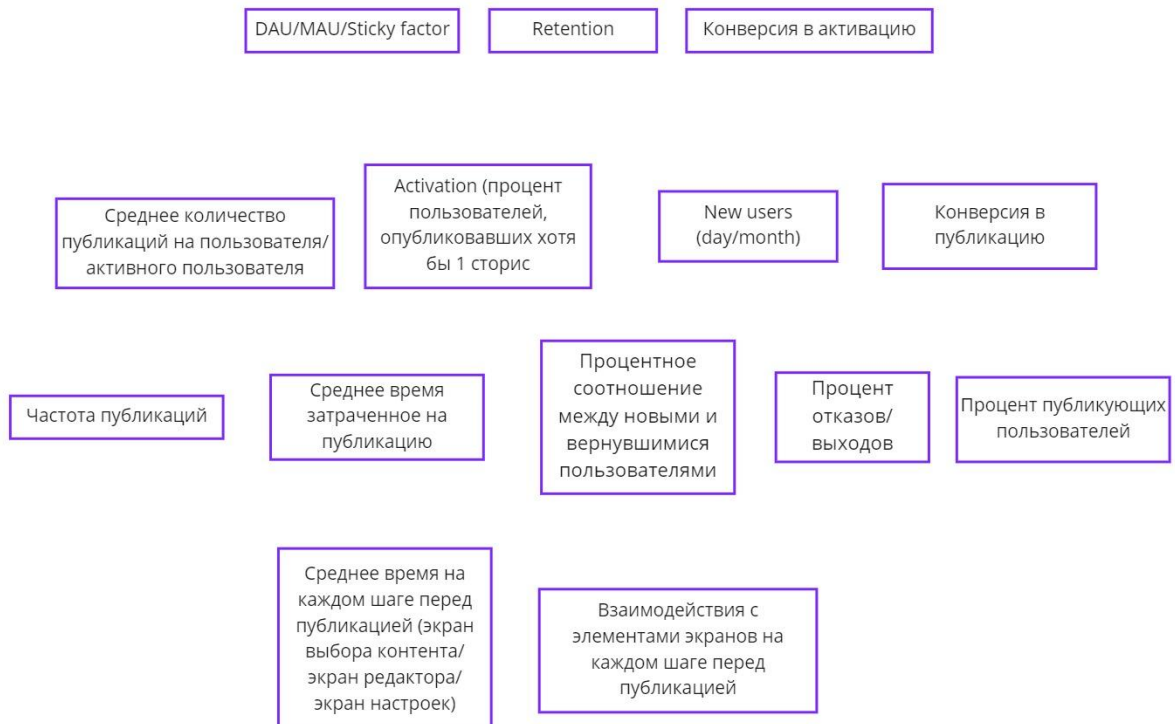 DAU/MAU/Sticky factor
Retention
Конверсия в активацию
Среднее количество
публикаций на пользователя/
активного пользователя
Activation (процент
пользователей,
опубликовавших хотя
бы 1 сторис
New users
(day/month)
Конверсия в
публикацию
Частота публикаций
Среднее время
затраченное на
публикацию
Процентное
соотношение
между новыми и
вернувшимися
пользователями
Процент
отказов/
выходов
Процент публикующих
пользователей
Среднее время на
каждом шаге перед
публикацией (экран
выбора контента/
экран редактора/
экран настроек)
Взаимодействия с
элементами экранов на
каждом шаге перед
публикацией